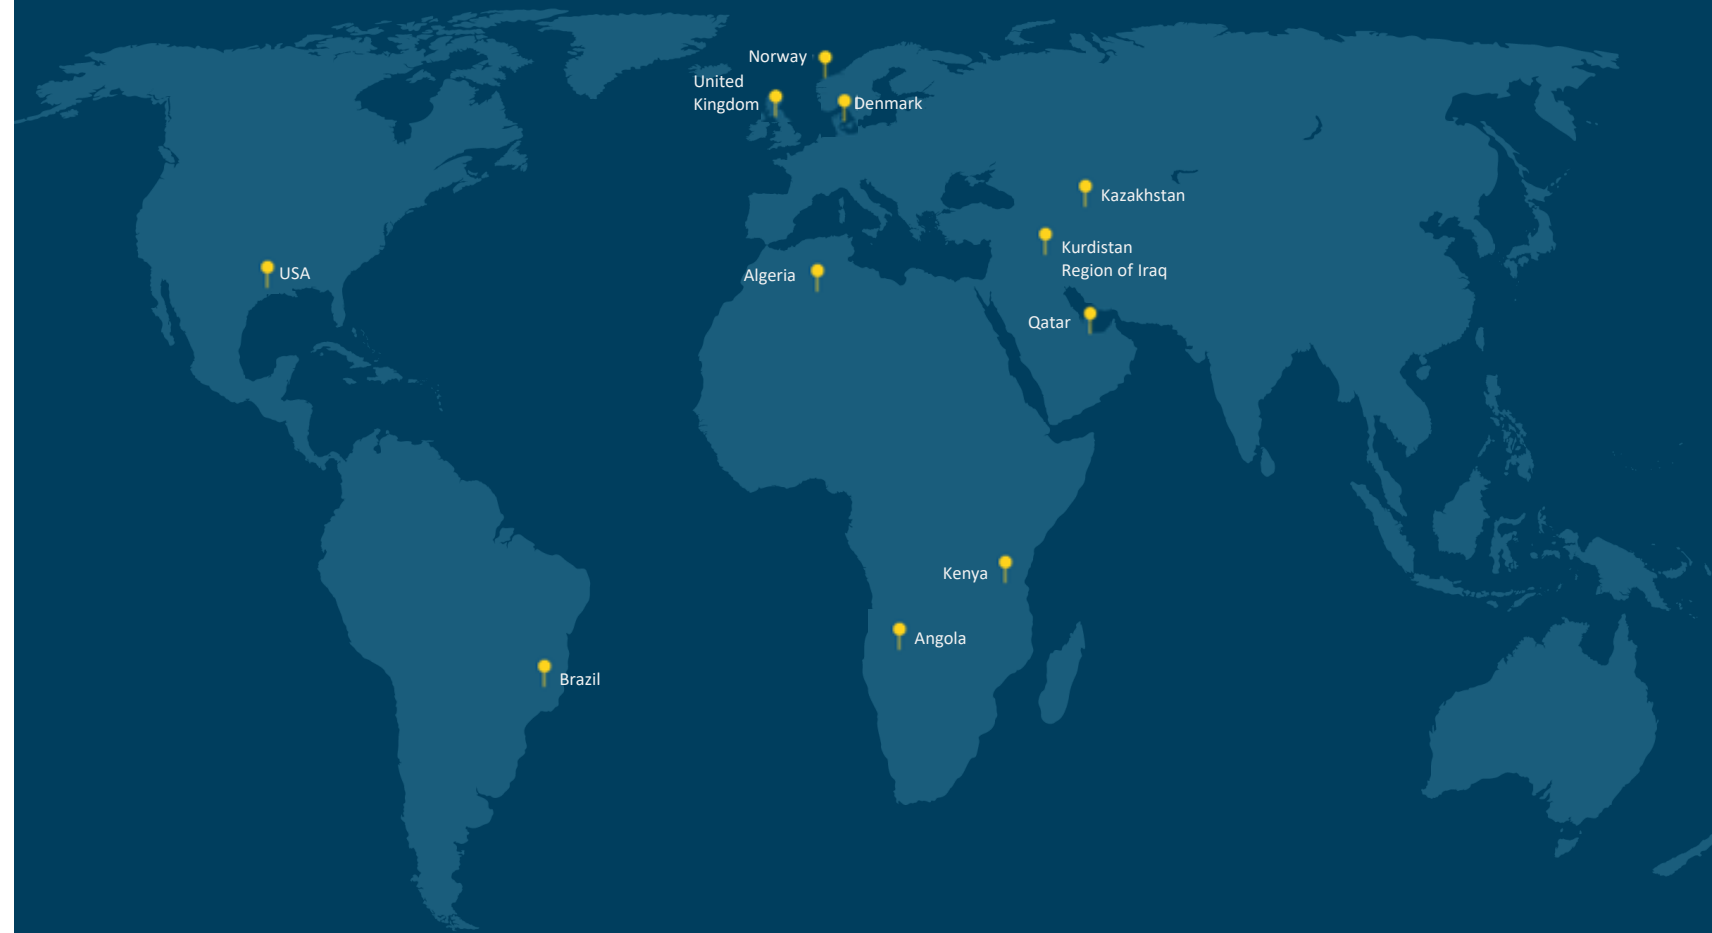 Norway
United
Kingdom
Denmark
Kazakhstan
Kurdistan
Region of Iraq
USA
Algeria
Qatar
Kenya
Angola
Brazil